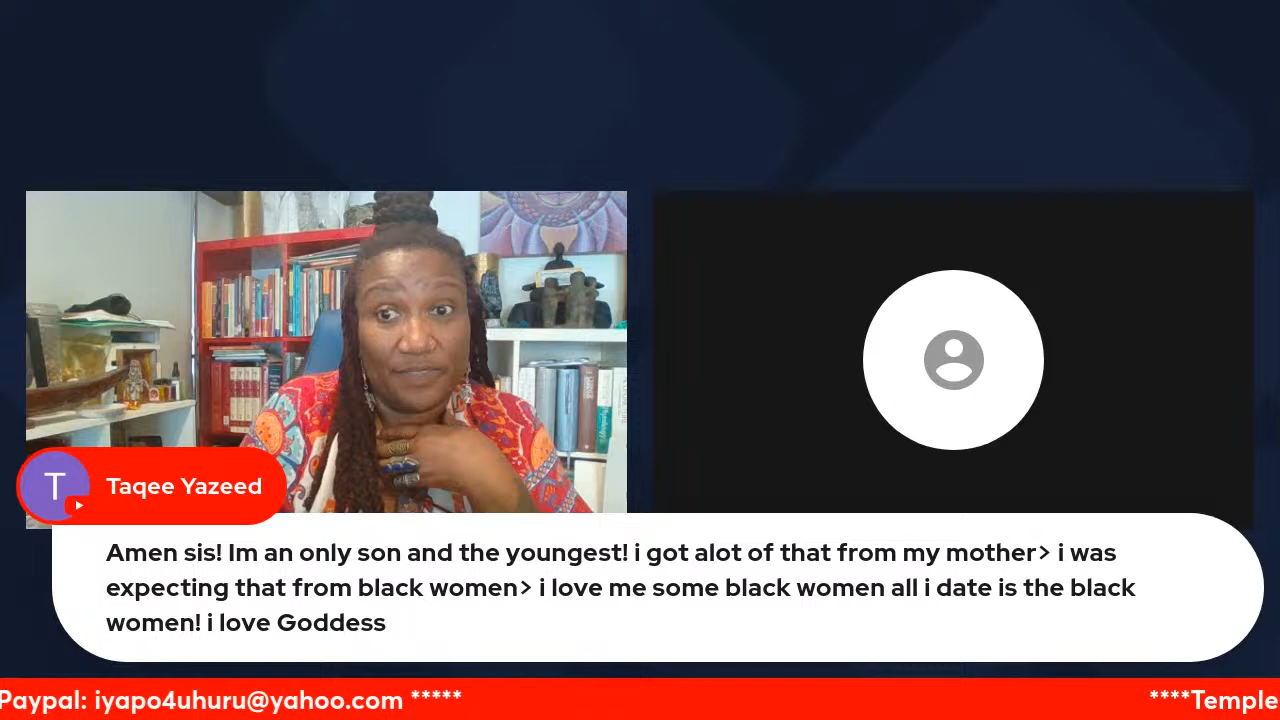 T
Taqee Yazeed
Amen sis! Im an only son and the youngest! i got alot of that from my mother> i was
expecting that from black women> i love me some black women all i date is the black
women! i love Goddess
Paypal: iyapo4uhuru@yahoo.com ***** ****Temple